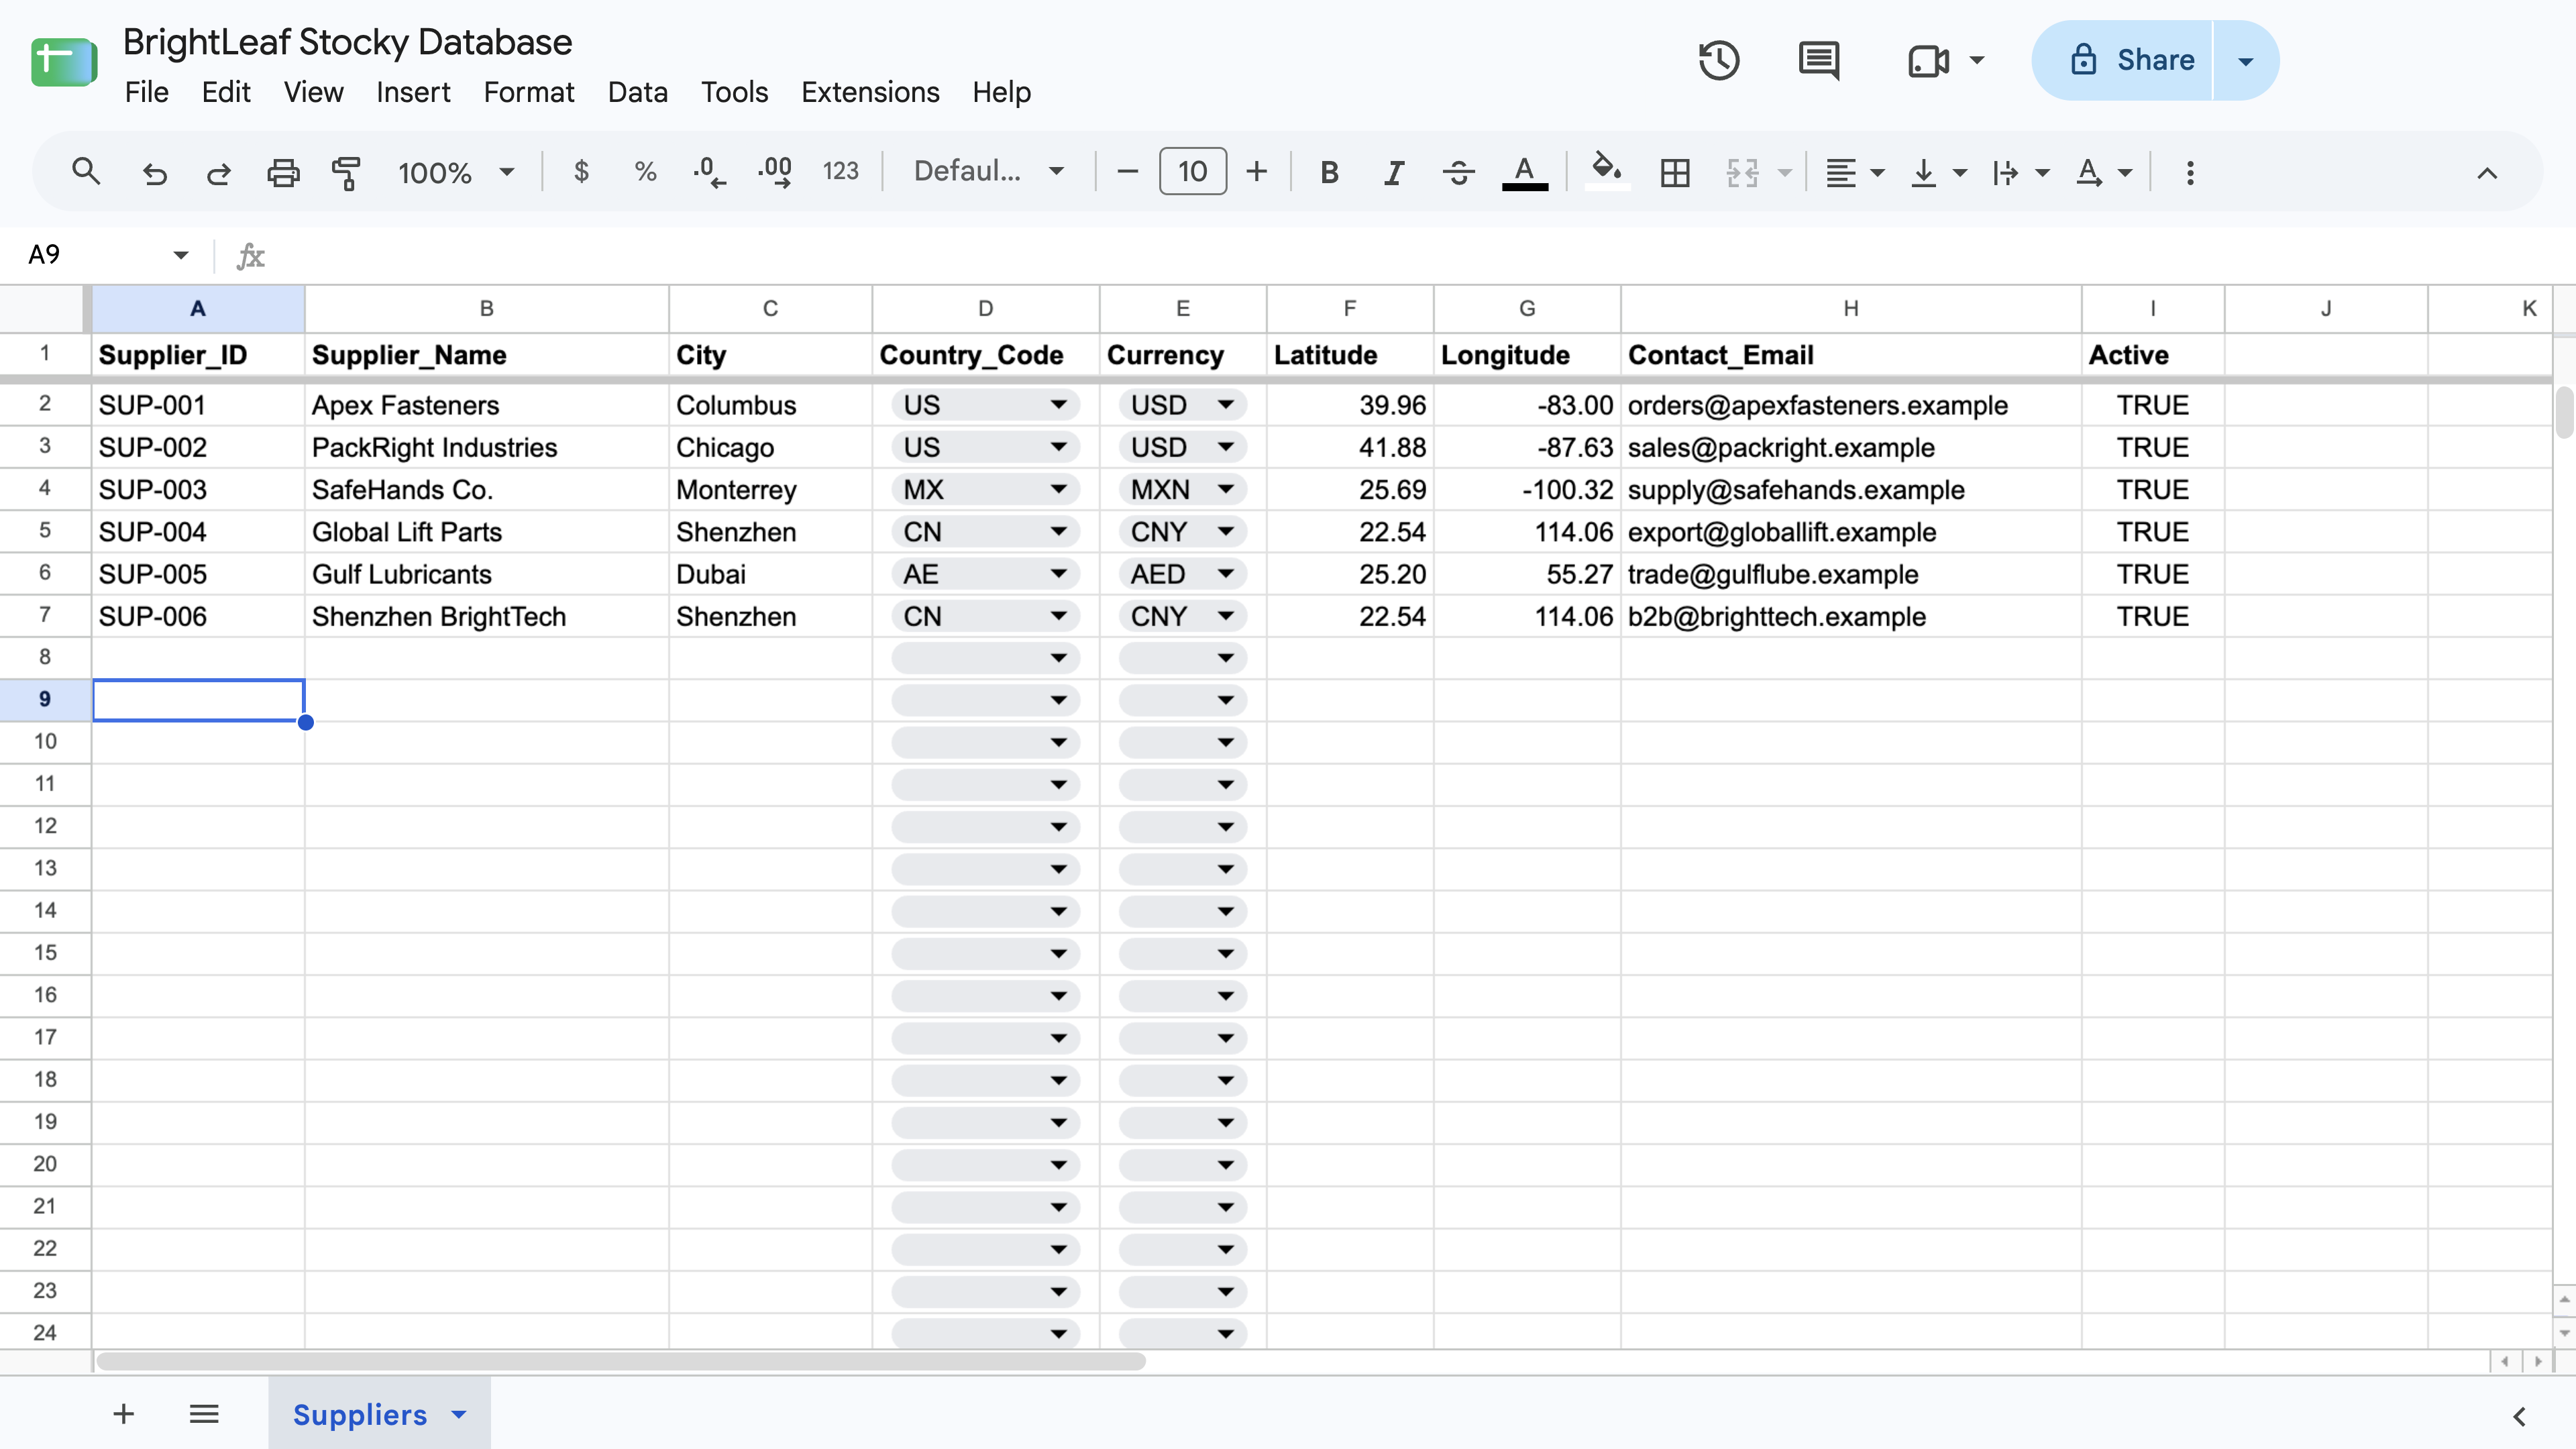 BrightLeaf Stocky Database
File Edit View Insert Format Data Tools Extensions Help
Share
100% $ % .0 .00 123 Defaul... 10 B I A A
A9 fx
A B C D E F G H I J K
1 Supplier_ID Supplier_Name City Country_Code Currency Latitude Longitude Contact_Email Active
2 SUP-001 Apex Fasteners Columbus US USD 39.96 -83.00 orders@apexfasteners.example TRUE
3 SUP-002 PackRight Industries Chicago US USD 41.88 -87.63 sales@packright.example TRUE
4 SUP-003 SafeHands Co. Monterrey MX MXN 25.69 -100.32 supply@safehands.example TRUE
5 SUP-004 Global Lift Parts Shenzhen CN CNY 22.54 114.06 export@globallift.example TRUE
6 SUP-005 Gulf Lubricants Dubai AE AED 25.20 55.27 trade@gulflube.example TRUE
7 SUP-006 Shenzhen BrightTech Shenzhen CN CNY 22.54 114.06 b2b@brighttech.example TRUE
8
9
10
11
12
13
14
15
16
17
18
19
20
21
22
23
24
Suppliers